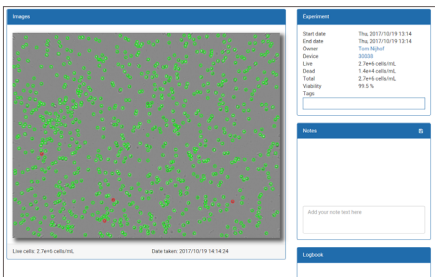 Images
Live cells: 2.7e+6 cells/mL
Date taken: 2017/10/19 14:14:24
Experiment
Start date Thu, 2017/10/19 13:14
End date Thu, 2017/10/19 13:14
Owner Tom Nijhof
Device 30030
Live 2.7e+6 cells/mL
Dead 1.4e+4 cells/mL
Total 2.7e+6 cells/mL
Viability 99.5 %
Tags
Notes
Add your note text here
Logbook